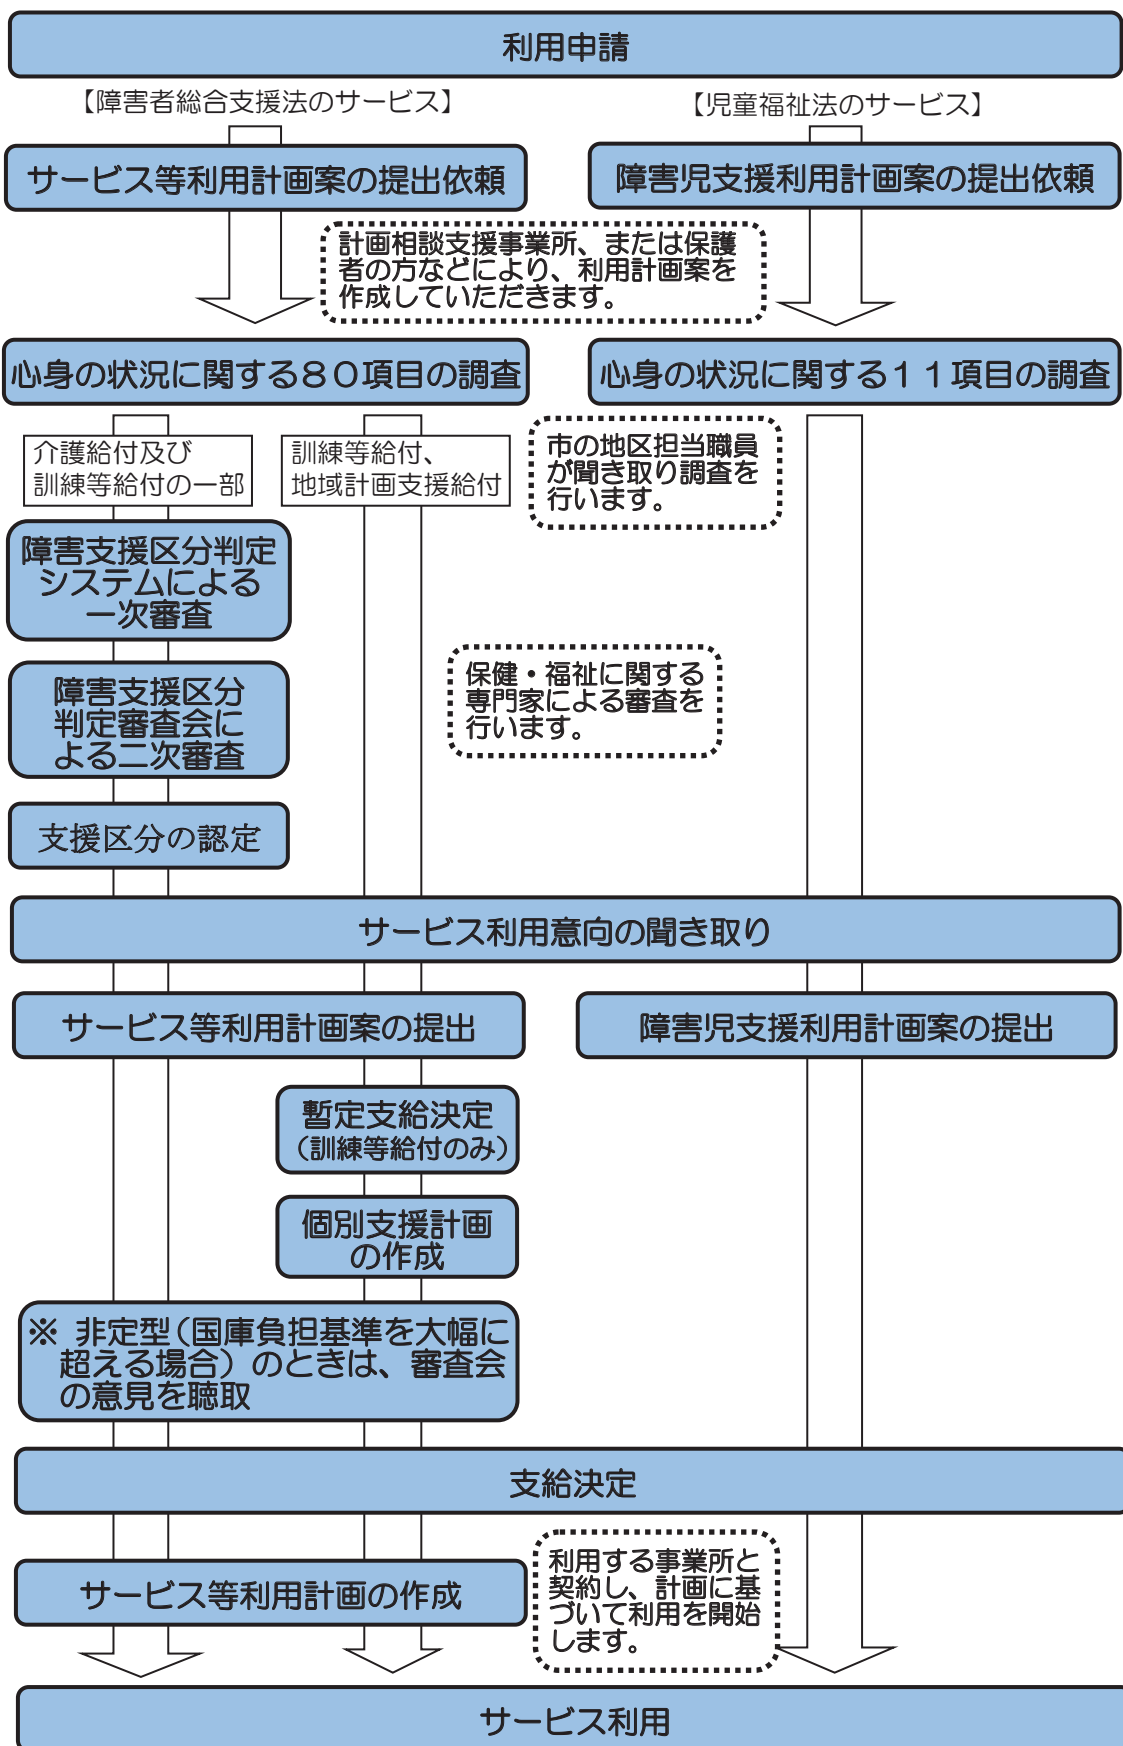 利用申請
【障害者総合支援法のサービス】
【児童福祉法のサービス】
サービス等利用計画案の提出依頼
障害児支援利用計画案の提出依頼
計画相談支援事業所、または保護
者の方などにより、利用計画案を
作成していただきます。
心身の状況に関する80項目の調査
心身の状況に関する11項目の調査
介護給付及び
訓練等給付の一部
訓練等給付、
地域計画支援給付
市の地区担当職員
が聞き取り調査を
行います。
障害支援区分判定
システムによる
一次審査
保健・福祉に関する
専門家による審査を
行います。
障害支援区分
判定審査会に
よる二次審査
支援区分の認定
サービス利用意向の聞き取り
サービス等利用計画案の提出
障害児支援利用計画案の提出
暫定支給決定
(訓練等給付のみ)
個別支援計画
の作成
※ 非定型(国庫負担基準を大幅に
超える場合)のときは、審査会
の意見を聴取
支給決定
利用する事業所と
契約し、計画に基
づいて利用を開始
します。
サービス等利用計画の作成
サービス利用